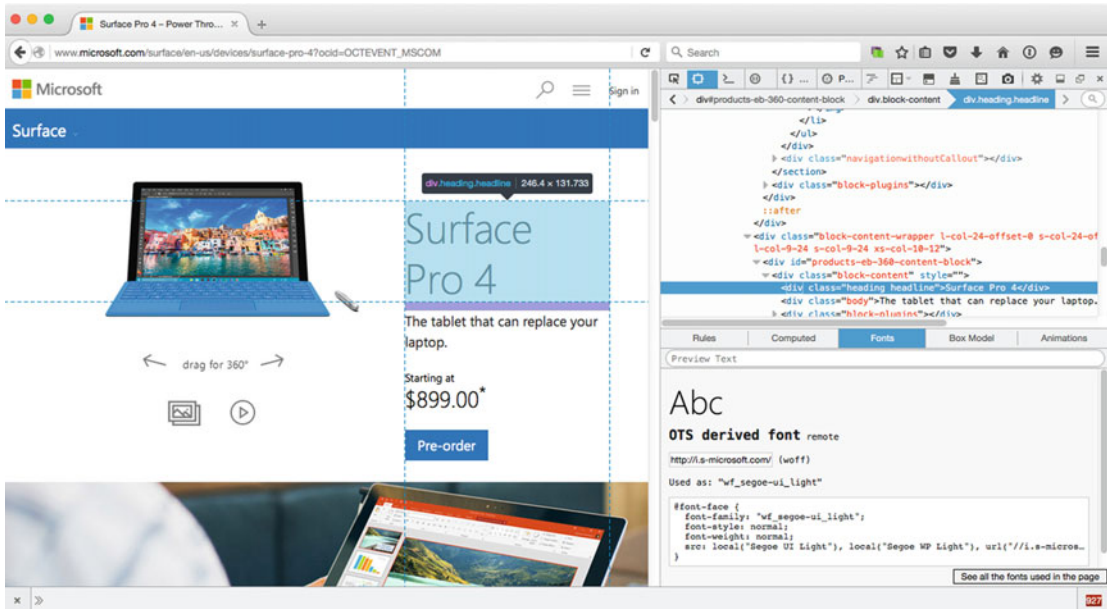 Surface Pro 4 – Power Thro... × +
www.microsoft.com/surface/en-us/devices/surface-pro-4?ocid=OCTEVENT_MSCOM
Search
Microsoft
Sign in
Surface
div.heading.headline | 246.4 × 131.733
Surface
Pro 4
The tablet that can replace your
laptop.
drag for 360°
Starting at
$899.00*
Pre-order
{} ... P...
div#products-eb-360-content-block div.block-content div.heading.headline
</li>
</ul>
</div>
<div class="navigationwithoutCallout"></div>
</section>
<div class="block-plugins"></div>
</div>
::after
</div>
<div class="block-content-wrapper l-col-24-offset-0 s-col-24-of
l-col-9-24 s-col-9-24 xs-col-10-12">
<div id="products-eb-360-content-block">
<div class="block-content" style="">
<div class="heading headline">Surface Pro 4</div>
<div class="body">The tablet that can replace your laptop.
<div class="block-plugins"></div>
Rules Computed Fonts Box Model Animations
Preview Text
Abc
OTS derived font remote
http://i.s-microsoft.com/ (woff)
Used as: "wf_segoe-ui_light"
@font-face {
font-family: "wf_segoe-ui_light";
font-style: normal;
font-weight: normal;
src: local("Segoe UI Light"), local("Segoe WP Light"), url("//i.s-micros…
}
See all the fonts used in the page
× »
927